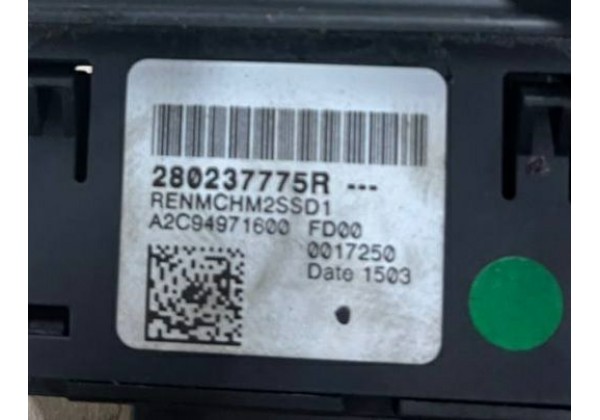 280237775R ---
RENMCHM2SSD1
A2C94971600 FD00
0017250
Date 1503